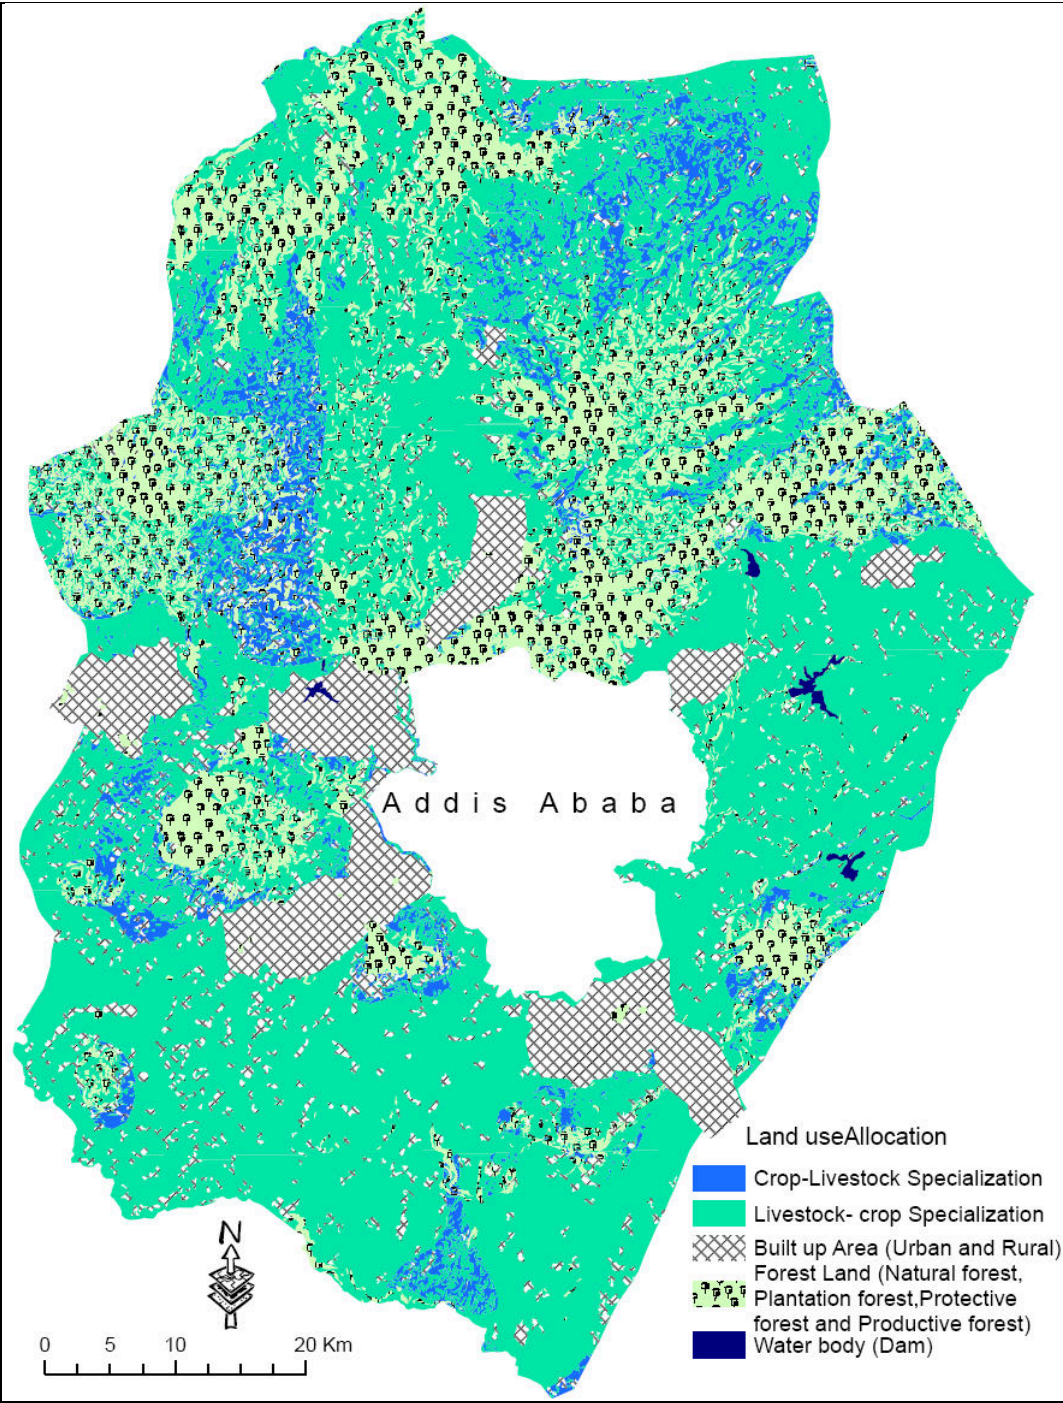 Addis Ababa
Land useAllocation
Crop-Livestock Specialization
Livestock- crop Specialization
Built up Area (Urban and Rural)
Forest Land (Natural forest,
Plantation forest,Protective
forest and Productive forest)
Water body (Dam)
N
0 5 10 20 Km